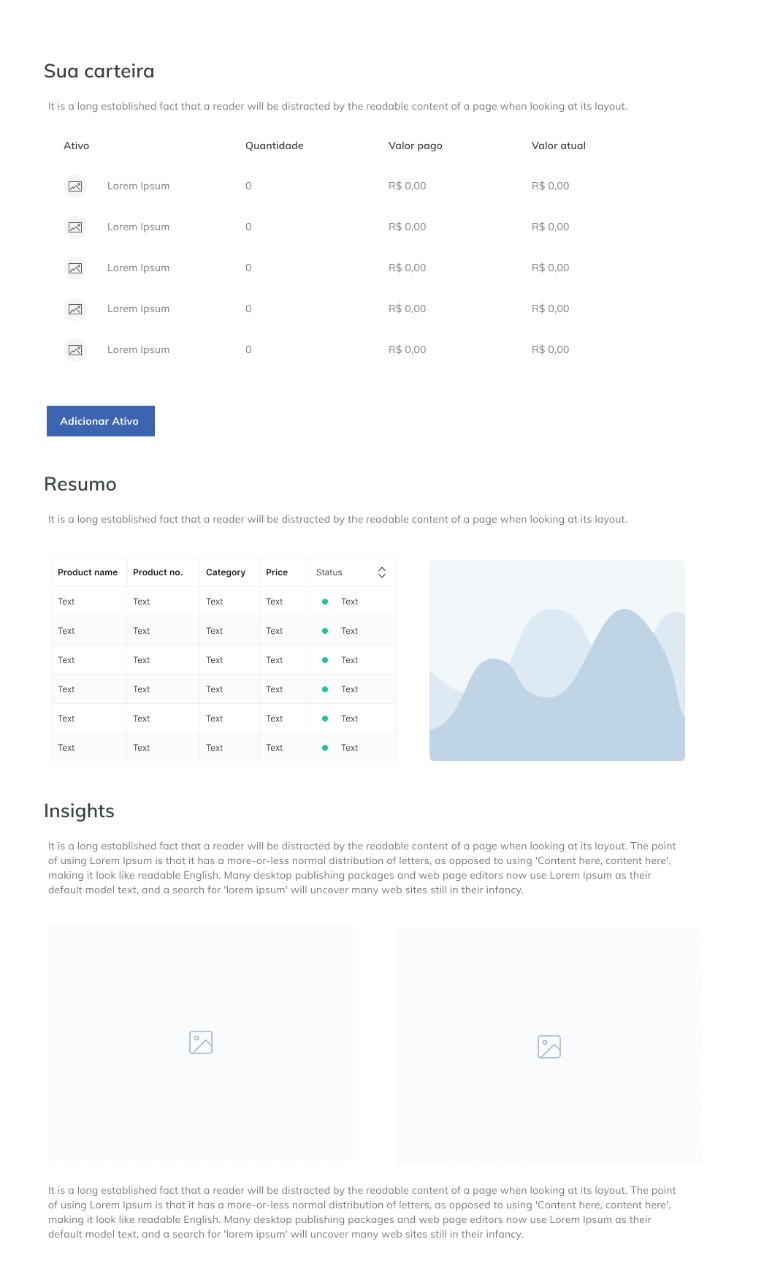 Sua carteira
It is a long established fact that a reader will be distracted by the readable content of a page when looking at its layout.
Ativo Quantidade Valor pago Valor atual
Lorem Ipsum 0 R$ 0,00 R$ 0,00
Lorem Ipsum 0 R$ 0,00 R$ 0,00
Lorem Ipsum 0 R$ 0,00 R$ 0,00
Lorem Ipsum 0 R$ 0,00 R$ 0,00
Lorem Ipsum 0 R$ 0,00 R$ 0,00
Adicionar Ativo
Resumo
It is a long established fact that a reader will be distracted by the readable content of a page when looking at its layout.
Product name Product no. Category Price Status
Text Text Text Text Text
Text Text Text Text Text
Text Text Text Text Text
Text Text Text Text Text
Text Text Text Text Text
Text Text Text Text Text
Insights
It is a long established fact that a reader will be distracted by the readable content of a page when looking at its layout. The point
of using Lorem Ipsum is that it has a more-or-less normal distribution of letters, as opposed to using 'Content here, content here',
making it look like readable English. Many desktop publishing packages and web page editors now use Lorem Ipsum as their
default model text, and a search for 'lorem ipsum' will uncover many web sites still in their infancy.
It is a long established fact that a reader will be distracted by the readable content of a page when looking at its layout. The point
of using Lorem Ipsum is that it has a more-or-less normal distribution of letters, as opposed to using 'Content here, content here',
making it look like readable English. Many desktop publishing packages and web page editors now use Lorem Ipsum as their
default model text, and a search for 'lorem ipsum' will uncover many web sites still in their infancy.